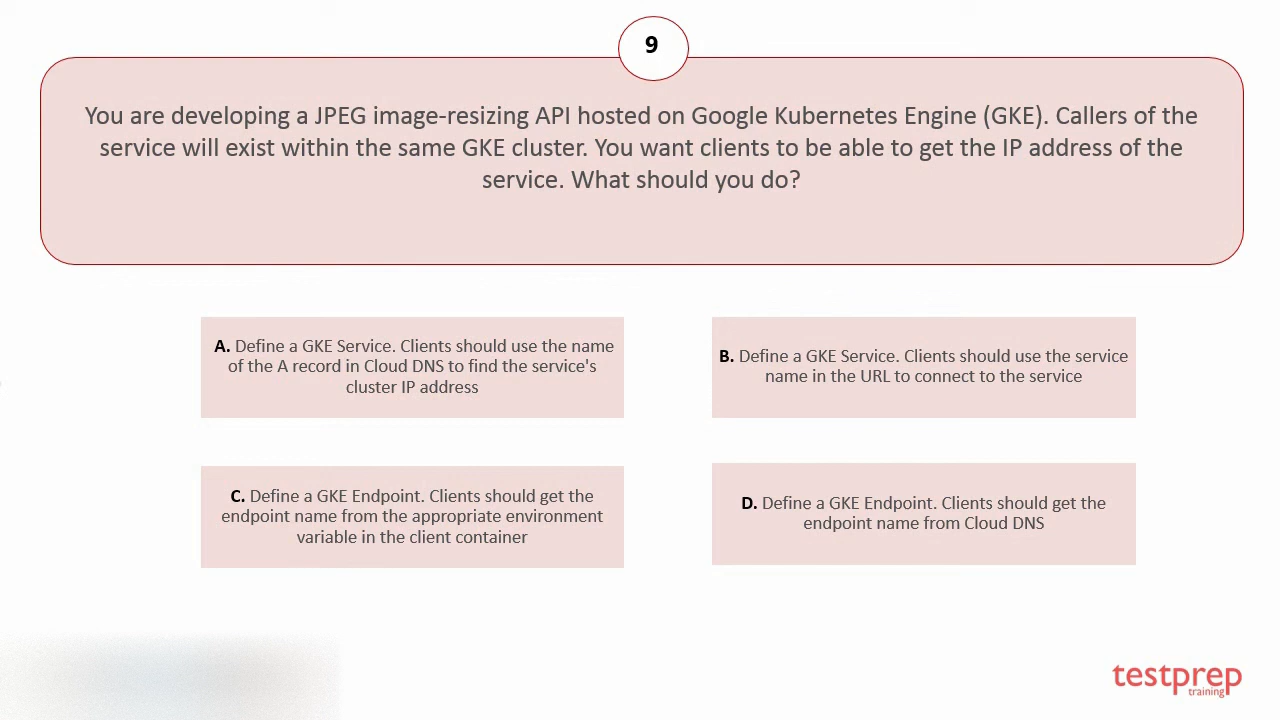 9
You are developing a JPEG image-resizing API hosted on Google Kubernetes Engine (GKE). Callers of the
service will exist within the same GKE cluster. You want clients to be able to get the IP address of the
service. What should you do?
A. Define a GKE Service. Clients should use the name
of the A record in Cloud DNS to find the service's
cluster IP address
B. Define a GKE Service. Clients should use the service
name in the URL to connect to the service
C. Define a GKE Endpoint. Clients should get the
endpoint name from the appropriate environment
variable in the client container
D. Define a GKE Endpoint. Clients should get the
endpoint name from Cloud DNS
testprep
training